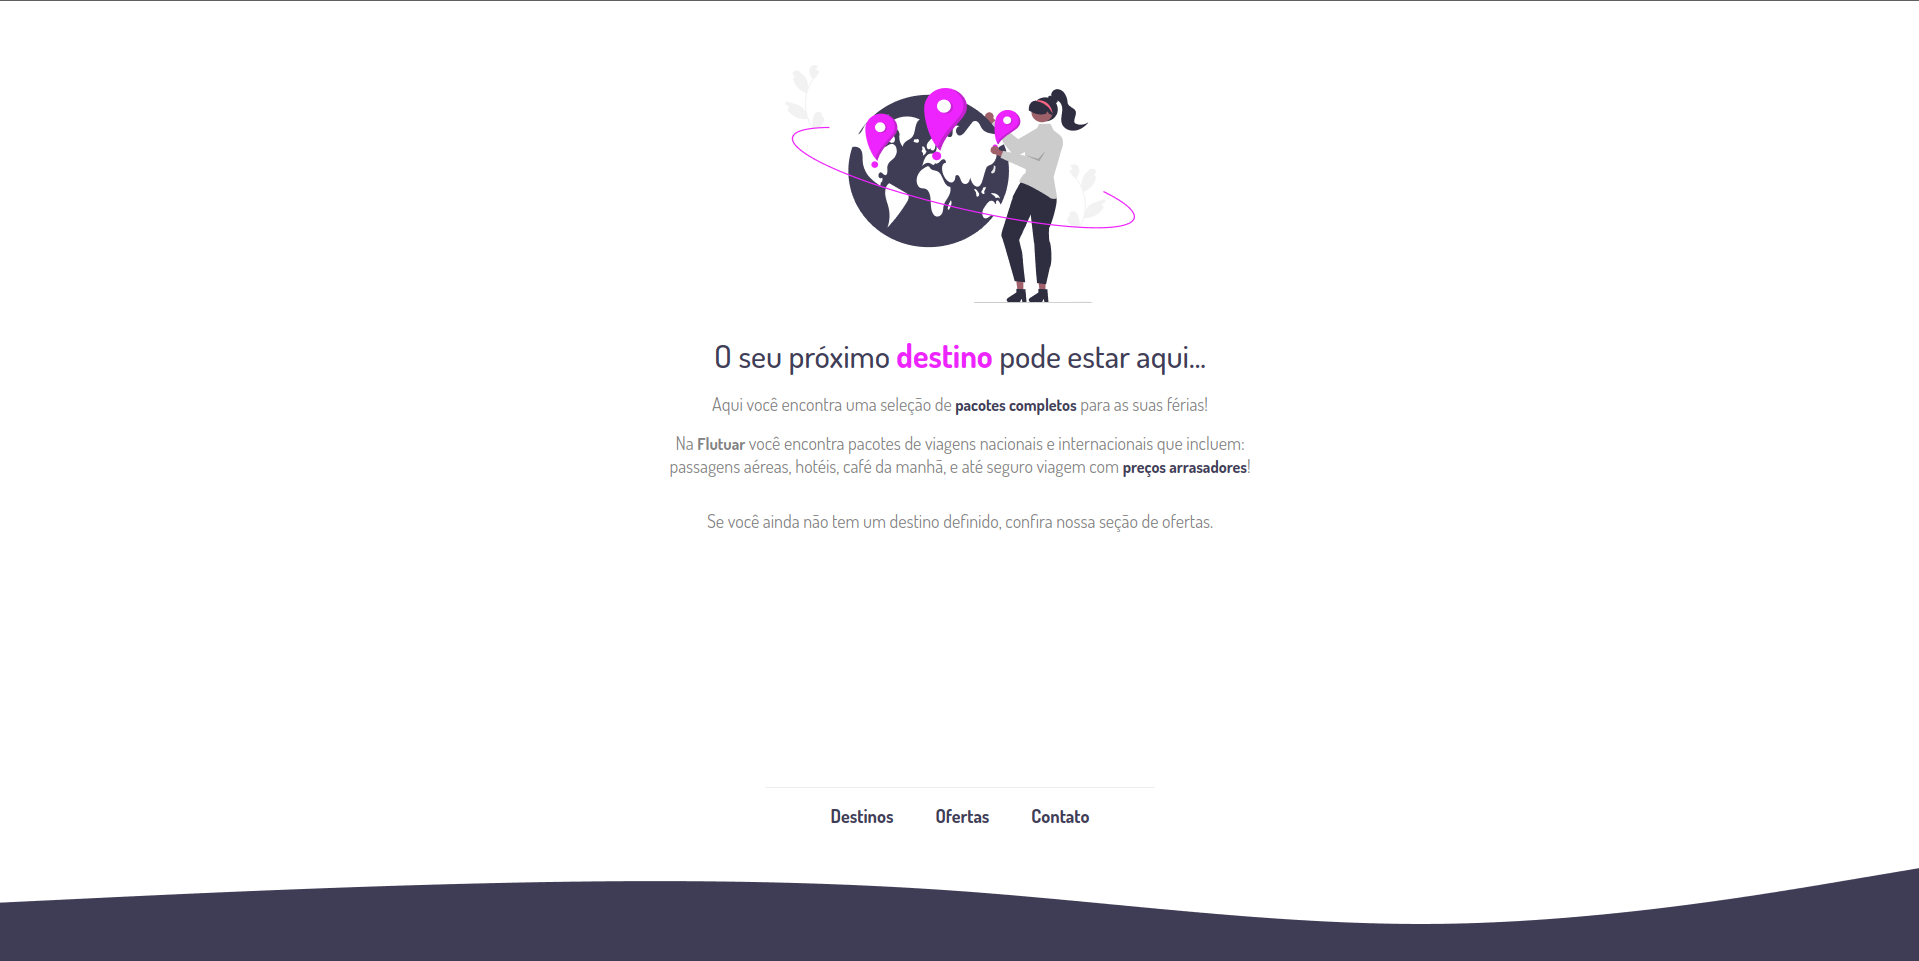 O seu próximo destino pode estar aqui...
Aqui você encontra uma seleção de pacotes completos para as suas férias!
Na Flutuar você encontra pacotes de viagens nacionais e internacionais que incluem:
passagens aéreas, hotéis, café da manhã, e até seguro viagem com preços arrasadores!
Se você ainda não tem um destino definido, confira nossa seção de ofertas.
Destinos Ofertas Contato